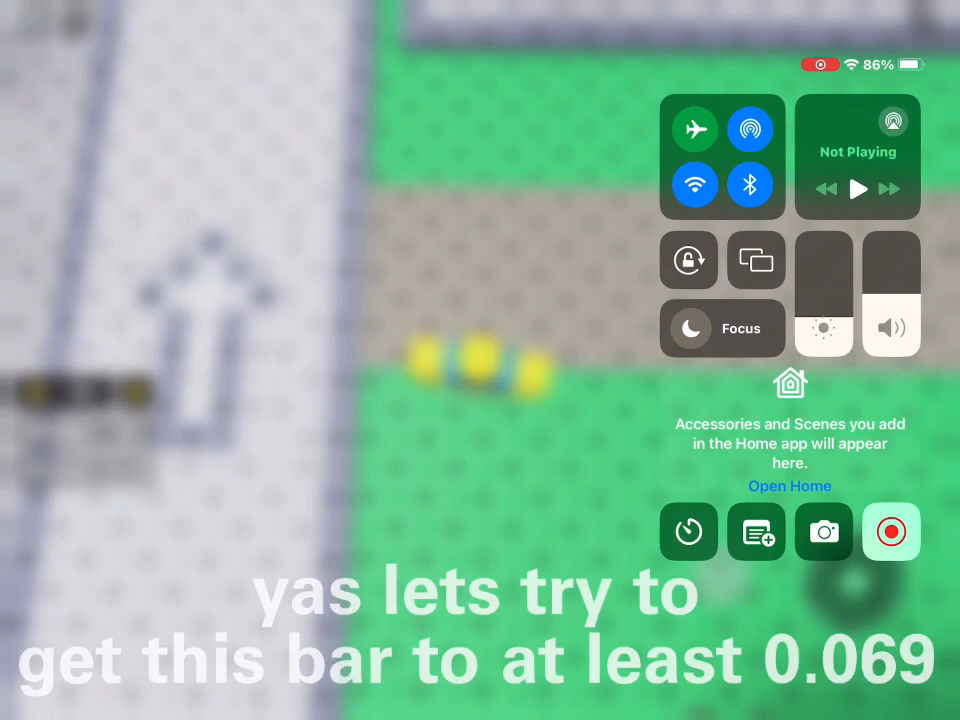 86%
Not Playing
Focus
Accessories and Scenes you add
in the Home app will appear
here.
Open Home
yas lets try to
get this bar to at least 0.069